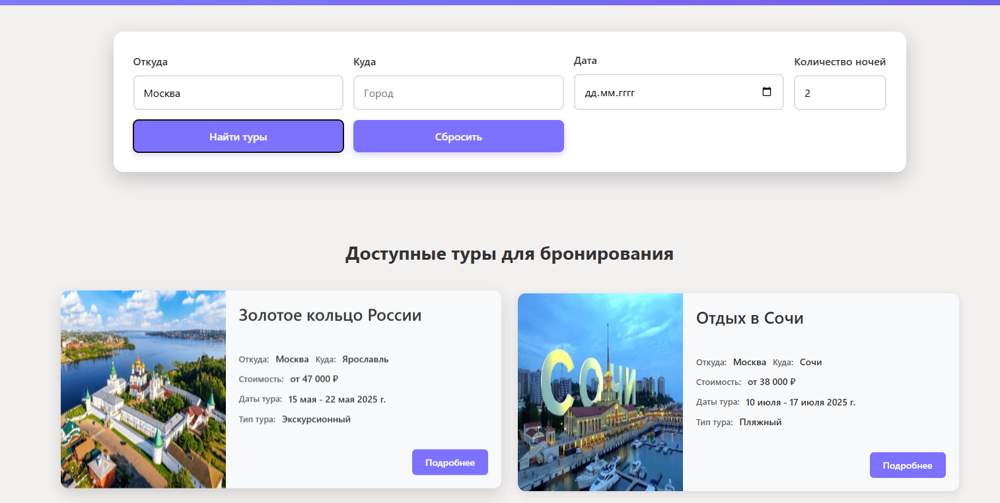 Откуда
Куда
Дата
Количество ночей
Москва
Город
дд.мм.гггг
2
Найти туры
Сбросить
Доступные туры для бронирования
Золотое кольцо России
Откуда: Москва Куда: Ярославль
Стоимость: от 47 000 ₽
Даты тура: 15 мая - 22 мая 2025 г.
Тип тура: Экскурсионный
Подробнее
СОЧИ
Отдых в Сочи
Откуда: Москва Куда: Сочи
Стоимость: от 38 000 ₽
Даты тура: 10 июля - 17 июля 2025 г.
Тип тура: Пляжный
Подробнее